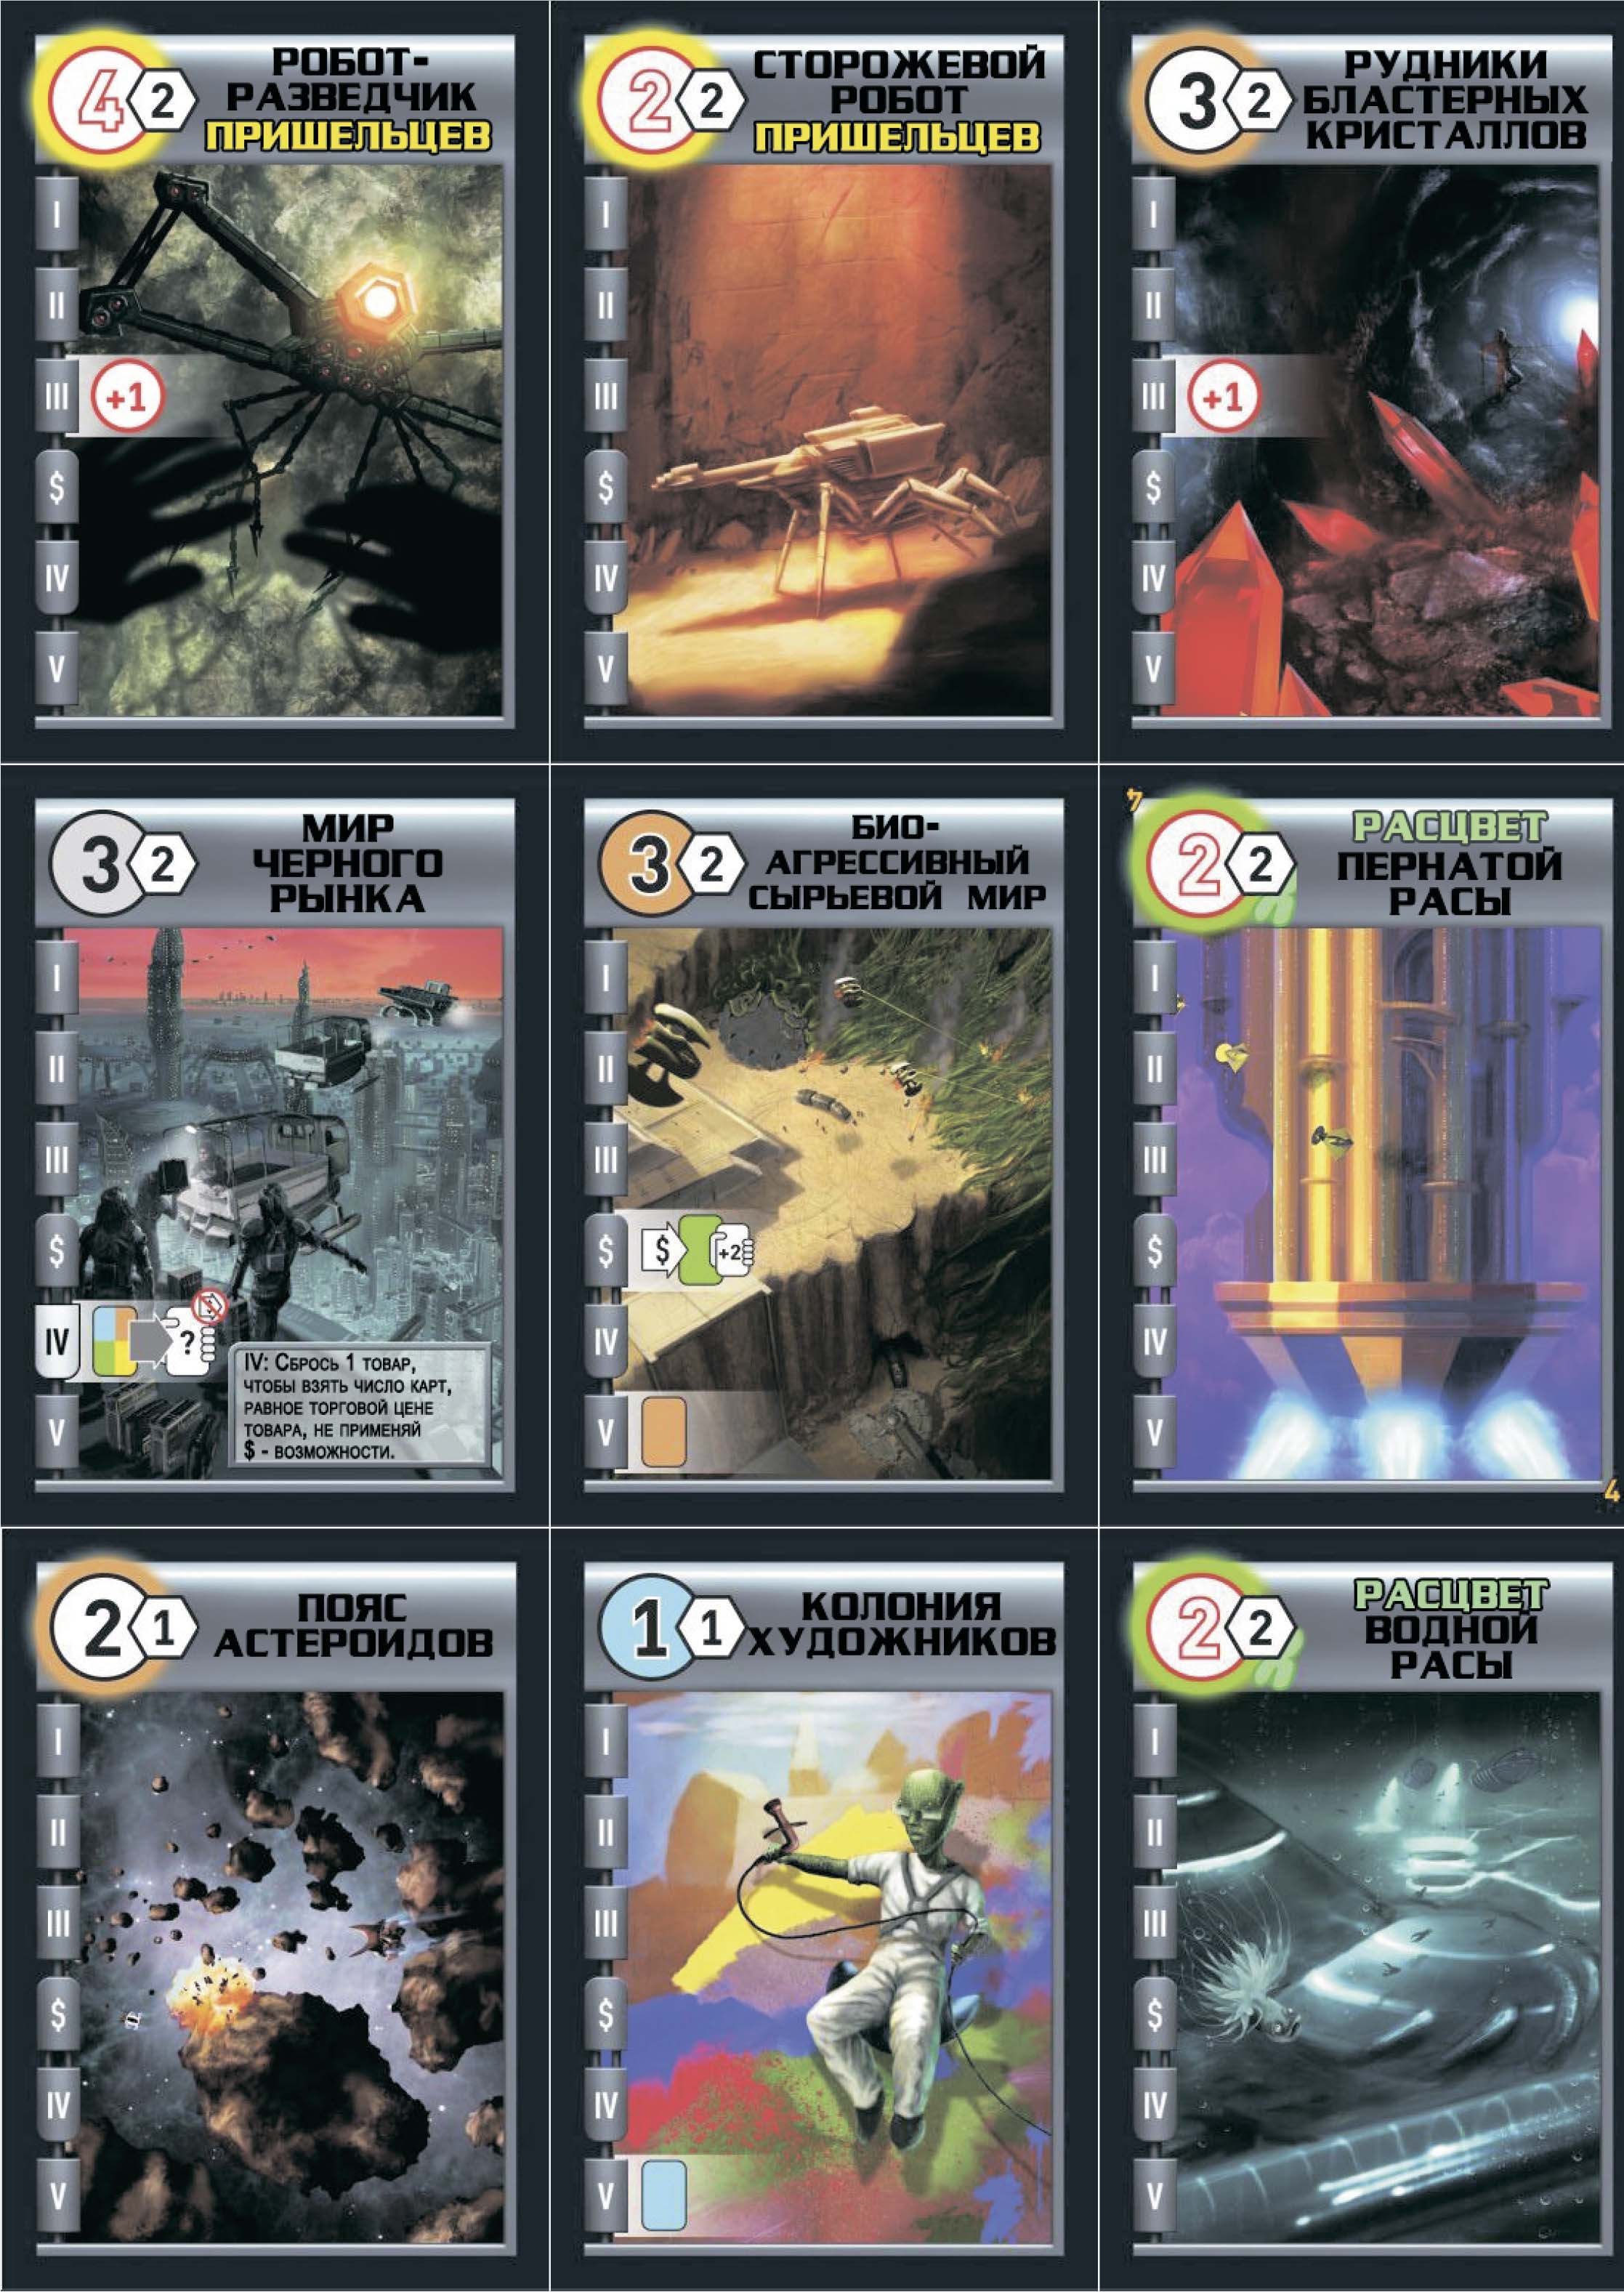 4 2
РОБОТ-
РАЗВЕДЧИК
ПРИШЕЛЬЦЕВ
I
II
III +1
$
IV
V
2 2
СТОРОЖЕВОЙ
РОБОТ
ПРИШЕЛЬЦЕВ
I
II
III
$
IV
V
3 2
РУДНИКИ
БЛАСТЕРНЫХ
КРИСТАЛЛОВ
I
II
III +1
$
IV
V
3 2
МИР
ЧЕРНОГО
РЫНКА
I
II
III
$
IV ?
V
IV: СБРОСЬ 1 ТОВАР,
ЧТОБЫ ВЗЯТЬ ЧИСЛО КАРТ,
РАВНОЕ ТОРГОВОЙ ЦЕНЕ
ТОВАРА, НЕ ПРИМЕНЯЙ
$ - ВОЗМОЖНОСТИ.
3 2
БИО-
АГРЕССИВНЫЙ
СЫРЬЕВОЙ МИР
I
II
III
$ $ +2
IV
V
4
2 2
РАСЦВЕТ
ПЕРНАТОЙ
РАСЫ
I
II
III
$
IV
V
4
2 1
ПОЯС
АСТЕРОИДОВ
I
II
III
$
IV
V
1 1
КОЛОНИЯ
ХУДОЖНИКОВ
I
II
III
$
IV
V
2 2
РАСЦВЕТ
ВОДНОЙ
РАСЫ
I
II
III
$
IV
V